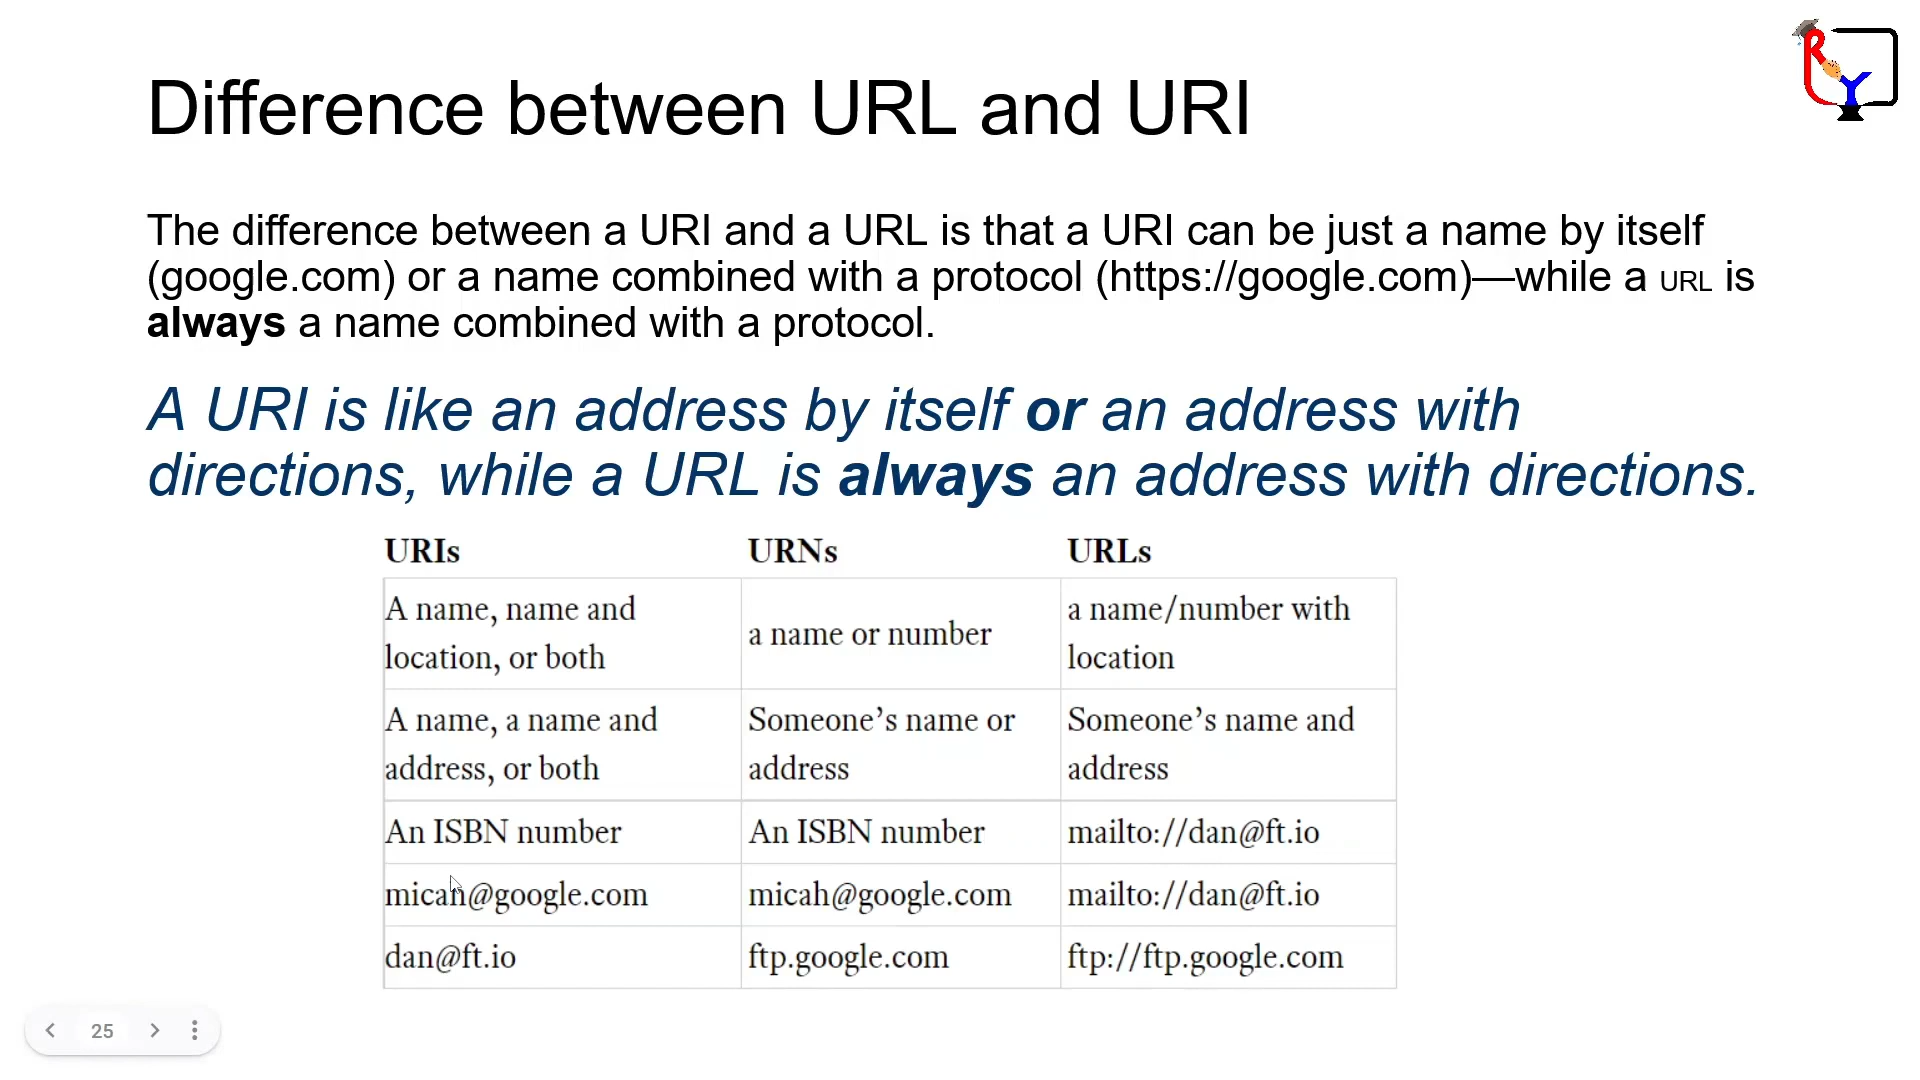 R
Y
Difference between URL and URI
The difference between a URI and a URL is that a URI can be just a name by itself
(google.com) or a name combined with a protocol (https://google.com)—while a URL is
always a name combined with a protocol.
A URI is like an address by itself or an address with
directions, while a URL is always an address with directions.
URIs URNs URLs
A name, name and
location, or both
a name or number
a name/number with
location
A name, a name and
address, or both
Someone’s name or
address
Someone’s name and
address
An ISBN number An ISBN number mailto://dan@ft.io
micah@google.com micah@google.com mailto://dan@ft.io
dan@ft.io ftp.google.com ftp://ftp.google.com
25